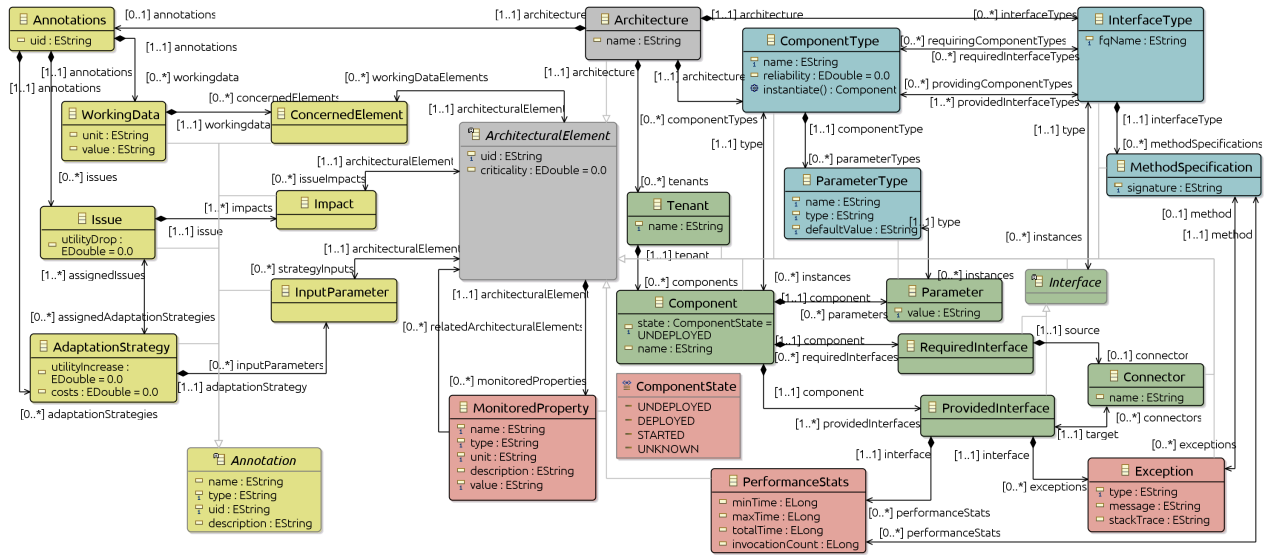 Annotations
uid : EString
[0..1] annotations
[1..1] architecture
Architecture
name : EString
[1..1] architecture
[0..*] interfaceTypes
InterfaceType
fqName : EString
[1..1] annotations
[0..*] requiringComponentTypes
[0..*] requiredInterfaceTypes
ComponentType
name : EString
reliability : EDouble = 0.0
instantiate() : Component
[0..*] providingComponentTypes
[1..*] providedInterfaceTypes
[1..1] architecture
[1..1] architecture
[1..1] annotations
[1..1] annotations
[0..*] workingdata
[0..*] workingDataElements
[0..*] concernedElements
[1..1] workingdata
WorkingData
unit : EString
value : EString
ConcernedElement
[1..1] architecturalElement
ArchitecturalElement
uid : EString
criticality : EDouble = 0.0
[0..*] componentTypes
[1..1] type
[1..1] componentType
[0..*] parameterTypes
[1..1] type
[1..1] interfaceType
[0..*] methodSpecifications
MethodSpecification
signature : EString
[1..1] architecturalElement
[0..*] issues
[0..*] issueImpacts
Impact
[1..*] impacts
[1..1] issue
Issue
utilityDrop :
EDouble = 0.0
[0..*] tenants
Tenant
name : EString
[1..1] tenant
ParameterType
name : EString
type : EString
defaultValue : EString
[1..1] type
[0..1] method
[1..1] method
[0..*] instances
[1..1] architecturalElement
[0..*] strategyInputs
[1..*] assignedIssues
InputParameter
[1..1] architecturalElement
[0..*] components
[0..*] instances
[0..*] instances
Interface
Component
state : ComponentState =
UNDEPLOYED
name : EString
[1..1] component
[0..*] parameters
Parameter
value : EString
[0..*] assignedAdaptationStrategies
[0..*] relatedArchitecturalElements
[1..1] component
[0..*] requiredInterfaces
RequiredInterface
[1..1] source
[0..1] connector
AdaptationStrategy
utilityIncrease :
EDouble = 0.0
costs : EDouble = 0.0
[0..*] inputParameters
[1..1] adaptationStrategy
[0..*] adaptationStrategies
[0..*] monitoredProperties
ComponentState
UNDEPLOYED
DEPLOYED
STARTED
UNKNOWN
[1..1] component
[1..*] providedInterfaces
ProvidedInterface
Connector
name : EString
[0..*] connectors
[1..1] target
MonitoredProperty
name : EString
type : EString
unit : EString
description : EString
value : EString
[1..1] interface
[1..1] interface
[0..*] exceptions
[0..*] exceptions
Exception
type : EString
message : EString
stackTrace : EString
Annotation
name : EString
type : EString
uid : EString
description : EString
PerformanceStats
minTime : ELong
maxTime : ELong
totalTime : ELong
invocationCount : ELong
[0..*] performanceStats
[0..*] performanceStats